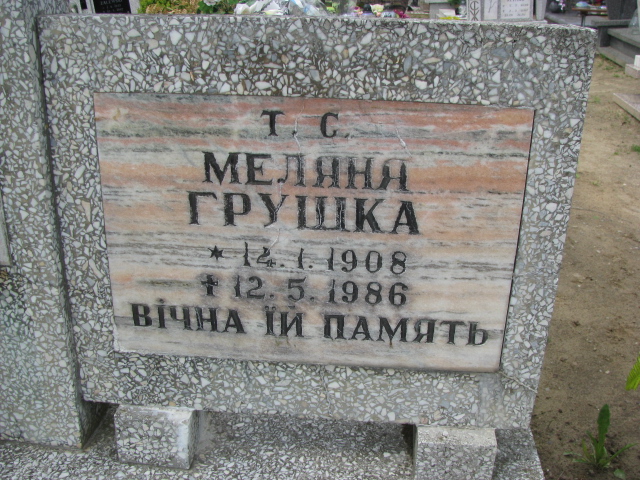 Т. С.
МЕЛЯНЯ
ГРУШКА
* 14. 1. 1908
✝ 12. 5. 1986
ВІЧНА ЇЙ ПАМЯТЬ